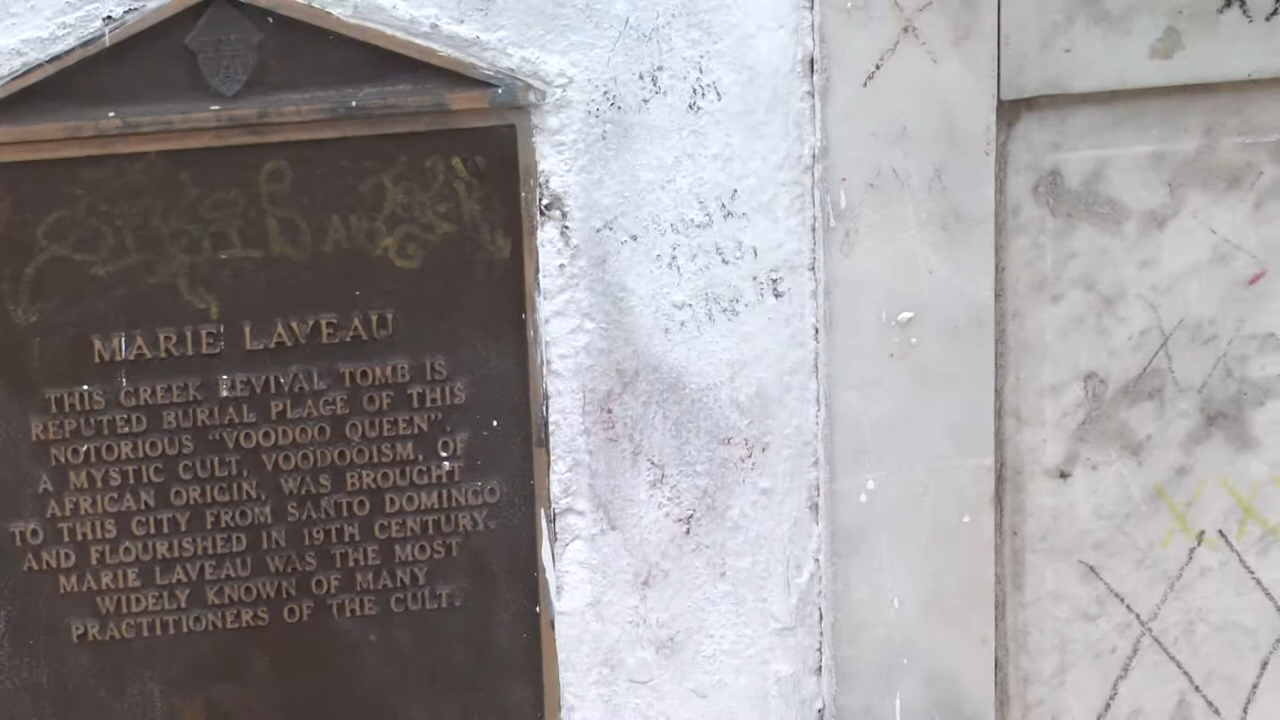 MARIE LAVEAU
THIS GREEK REVIVAL TOMB IS
REPUTED BURIAL PLACE OF THIS
NOTORIOUS "VOODOO QUEEN".
A MYSTIC CULT, VOODOOISM, OF
AFRICAN ORIGIN, WAS BROUGHT
TO THIS CITY FROM SANTO DOMINGO
AND FLOURISHED IN 19TH CENTURY.
MARIE LAVEAU WAS THE MOST
WIDELY KNOWN OF MANY
PRACTITIONERS OF THE CULT.